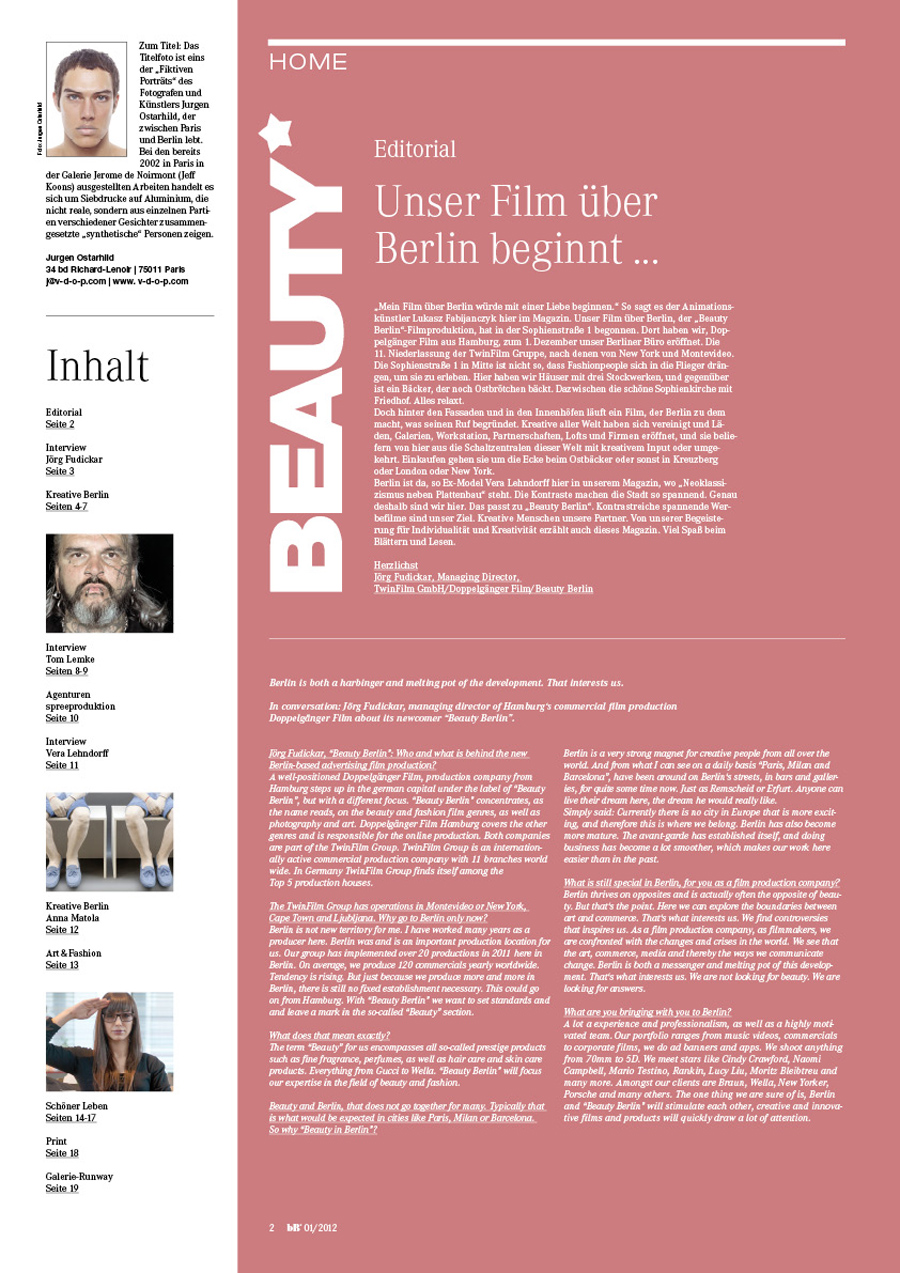 Zum Titel: Das
Titelfoto ist eins
der „Fiktiven
Porträts“ des
Fotografen und
Künstlers Jurgen
Ostarhild, der
zwischen Paris
und Berlin lebt.
Bei den bereits
2002 in Paris in
der Galerie Jerome de Noirmont (Jeff
Koons) ausgestellten Arbeiten handelt es
sich um Siebdrucke auf Aluminium, die
nicht reale, sondern aus einzelnen Parti-
en verschiedener Gesichter zusammen-
gesetzte „synthetische“ Personen zeigen.
Foto: Jurgen Ostarhild
Jurgen Ostarhild
34 bd Richard-Lenoir | 75011 Paris
j@v-d-o-p.com | www. v-d-o-p.com
Inhalt
Editorial
Seite 2
Interview
Jörg Fudickar
Seite 3
Kreative Berlin
Seiten 4-7
Interview
Tom Lemke
Seiten 8-9
Agenturen
spreeproduktion
Seite 10
Interview
Vera Lehndorff
Seite 11
Kreative Berlin
Anna Matola
Seite 12
Art & Fashion
Seite 13
Schöner Leben
Seiten 14-17
Print
Seite 18
Galerie-Runway
Seite 19
HOME
BEAUTY
Editorial
Unser Film über
Berlin beginnt ...
„Mein Film über Berlin würde mit einer Liebe beginnen.“ So sagt es der Animations-
künstler Lukasz Fabijanczyk hier im Magazin. Unser Film über Berlin, der „Beauty
Berlin“-Filmproduktion, hat in der Sophienstraße 1 begonnen. Dort haben wir, Dop-
pelgänger Film aus Hamburg, zum 1. Dezember unser Berliner Büro eröffnet. Die
11. Niederlassung der TwinFilm Gruppe, nach denen von New York und Montevideo.
Die Sophienstraße 1 in Mitte ist nicht so, dass Fashionpeople sich in die Flieger drän-
gen, um sie zu erleben. Hier haben wir Häuser mit drei Stockwerken, und gegenüber
ist ein Bäcker, der noch Ostbrötchen bäckt. Dazwischen die schöne Sophienkirche mit
Friedhof. Alles relaxt.
Doch hinter den Fassaden und in den Innenhöfen läuft ein Film, der Berlin zu dem
macht, was seinen Ruf begründet. Kreative aller Welt haben sich vereinigt und Lä-
den, Galerien, Workstation, Partnerschaften, Lofts und Firmen eröffnet, und sie belie-
fern von hier aus die Schaltzentralen dieser Welt mit kreativem Input oder umge-
kehrt. Einkaufen gehen sie um die Ecke beim Ostbäcker oder sonst in Kreuzberg
oder London oder New York.
Berlin ist da, so Ex-Model Vera Lehndorff hier in unserem Magazin, wo „Neoklassi-
zismus neben Plattenbau“ steht. Die Kontraste machen die Stadt so spannend. Genau
deshalb sind wir hier. Das passt zu „Beauty Berlin“. Kontrastreiche spannende Wer-
befilme sind unser Ziel. Kreative Menschen unsere Partner. Von unserer Begeiste-
rung für Individualität und Kreativität erzählt auch dieses Magazin. Viel Spaß beim
Blättern und Lesen.
Herzlichst
Jörg Fudickar, Managing Director,
TwinFilm GmbH/Doppelgänger Film/Beauty Berlin
Berlin is both a harbinger and melting pot of the development. That interests us.
In conversation: Jörg Fudickar, managing director of Hamburg's commercial film production
Doppelgänger Film about its newcomer “Beauty Berlin”.
Jörg Fudickar, “Beauty Berlin”: Who and what is behind the new
Berlin-based advertising film production?
A well-positioned Doppelgänger Film, production company from
Hamburg steps up in the german capital under the label of “Beauty
Berlin”, but with a different focus. “Beauty Berlin” concentrates, as
the name reads, on the beauty and fashion film genres, as well as
photography and art. Doppelgänger Film Hamburg covers the other
genres and is responsible for the online production. Both companies
are part of the TwinFilm Group. TwinFilm Group is an internation-
ally active commercial production company with 11 branches world
wide. In Germany TwinFilm Group finds itself among the
Top 5 production houses.
The TwinFilm Group has operations in Montevideo or New York,
Cape Town and Ljubljana. Why go to Berlin only now?
Berlin is not new territory for me. I have worked many years as a
producer here. Berlin was and is an important production location for
us. Our group has implemented over 20 productions in 2011 here in
Berlin. On average, we produce 120 commercials yearly worldwide.
Tendency is rising. But just because we produce more and more in
Berlin, there is still no fixed establishment necessary. This could go
on from Hamburg. With “Beauty Berlin” we want to set standards and
and leave a mark in the so-called “Beauty” section.
What does that mean exactly?
The term “Beauty” for us encompasses all so-called prestige products
such as fine fragrance, perfumes, as well as hair care and skin care
products. Everything from Gucci to Wella. “Beauty Berlin” will focus
our expertise in the field of beauty and fashion.
Beauty and Berlin, that does not go together for many. Typically that
is what would be expected in cities like Paris, Milan or Barcelona.
So why “Beauty in Berlin”?
Berlin is a very strong magnet for creative people from all over the
world. And from what I can see on a daily basis “Paris, Milan and
Barcelona”, have been around on Berlin's streets, in bars and galler-
ies, for quite some time now. Just as Remscheid or Erfurt. Anyone can
live their dream here, the dream he would really like.
Simply said: Currently there is no city in Europe that is more excit-
ing, and therefore this is where we belong. Berlin has also become
more mature. The avant-garde has established itself, and doing
business has become a lot smoother, which makes our work here
easier than in the past.
What is still special in Berlin, for you as a film production company?
Berlin thrives on opposites and is actually often the opposite of beau-
ty. But that's the point. Here we can explore the boundaries between
art and commerce. That's what interests us. We find controversies
that inspires us. As a film production company, as filmmakers, we
are confronted with the changes and crises in the world. We see that
the art, commerce, media and thereby the ways we communicate
change. Berlin is both a messenger and melting pot of this develop-
ment. That's what interests us. We are not looking for beauty. We are
looking for answers.
What are you bringing with you to Berlin?
A lot a experience and professionalism, as well as a highly moti-
vated team. Our portfolio ranges from music videos, commercials
to corporate films, we do ad banners and apps. We shoot anything
from 70mm to 5D. We meet stars like Cindy Crawford, Naomi
Campbell, Mario Testino, Rankin, Lucy Liu, Moritz Bleibtreu and
many more. Amongst our clients are Braun, Wella, New Yorker,
Porsche and many others. The one thing we are sure of is, Berlin
and “Beauty Berlin” will stimulate each other, creative and innova-
tive films and products will quickly draw a lot of attention.
2 bB* 01/2012